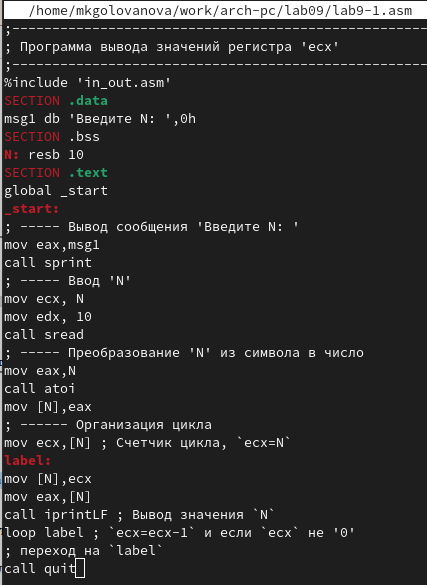 /home/mkgolovanova/work/arch-pc/lab09/lab9-1.asm
;----------------------------------------------------
; Программа вывода значений регистра 'ecx'
;----------------------------------------------------
%include 'in_out.asm'
SECTION .data
msg1 db 'Введите N: ',0h
SECTION .bss
N: resb 10
SECTION .text
global _start
_start:
; ----- Вывод сообщения 'Введите N: '
mov eax,msg1
call sprint
; ----- Ввод 'N'
mov ecx, N
mov edx, 10
call sread
; ----- Преобразование 'N' из символа в число
mov eax,N
call atoi
mov [N],eax
; ------ Организация цикла
mov ecx,[N] ; Счетчик цикла, `ecx=N`
label:
mov [N],ecx
mov eax,[N]
call iprintLF ; Вывод значения `N`
loop label ; `ecx=ecx-1` и если `ecx` не '0'
; переход на `label`
call quit